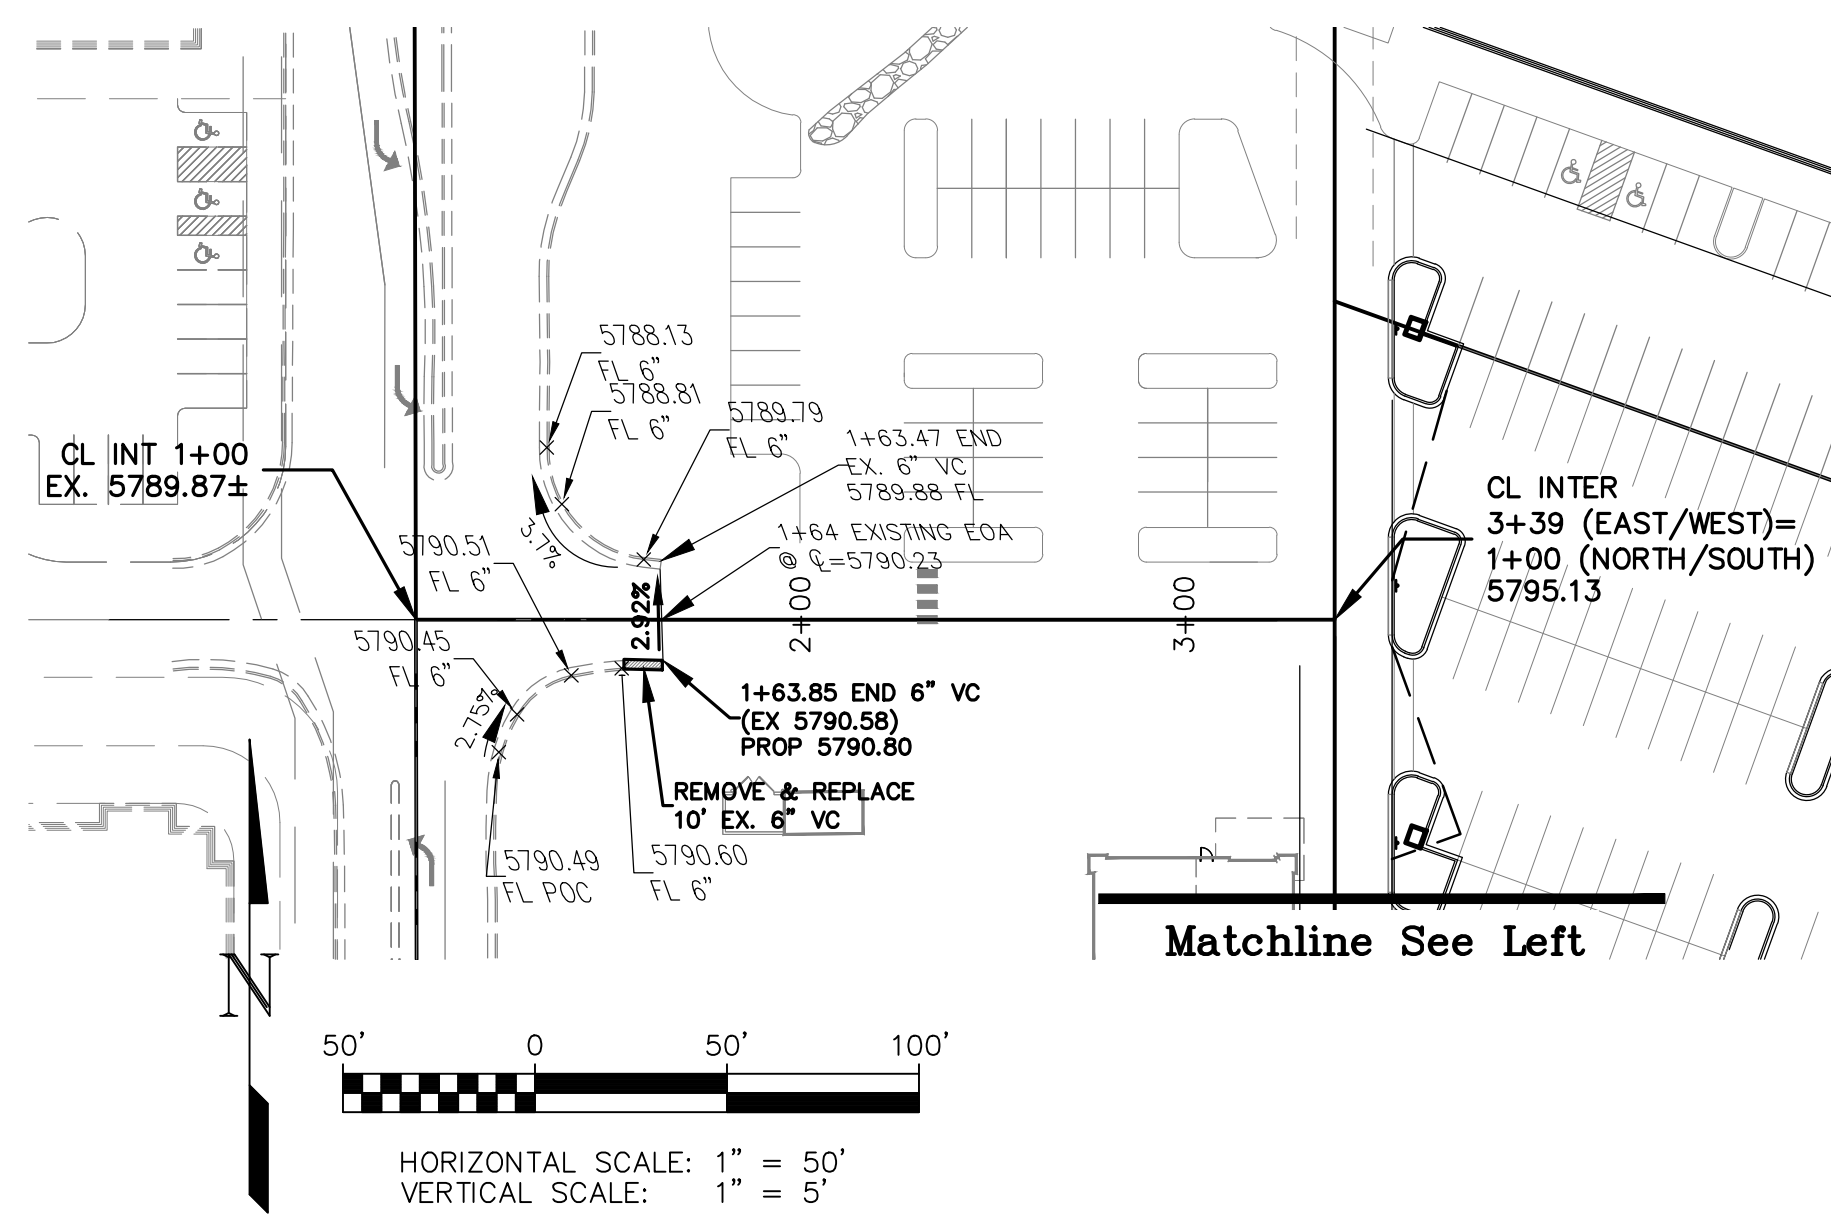 5788.13
FL 6"
5788.81
FL 6"
5789.79
FL 6"
1+63.47 END
EX. 6" VC
5789.88 FL
CL INT 1+00
EX. 5789.87±
CL INTER
3+39 (EAST/WEST)=
1+00 (NORTH/SOUTH)
5795.13
3.7%
5790.51
FL 6"
1+64 EXISTING EOA
@ ℄=5790.23
2.92%
2+00
3+00
5790.45
FL 6"
2.75%
1+63.85 END 6" VC
(EX 5790.58)
PROP 5790.80
REMOVE & REPLACE
10' EX. 6" VC
5790.49
FL POC
5790.60
FL 6"
D
Matchline See Left
N
50' 0 50' 100'
HORIZONTAL SCALE: 1" = 50'
VERTICAL SCALE: 1" = 5'